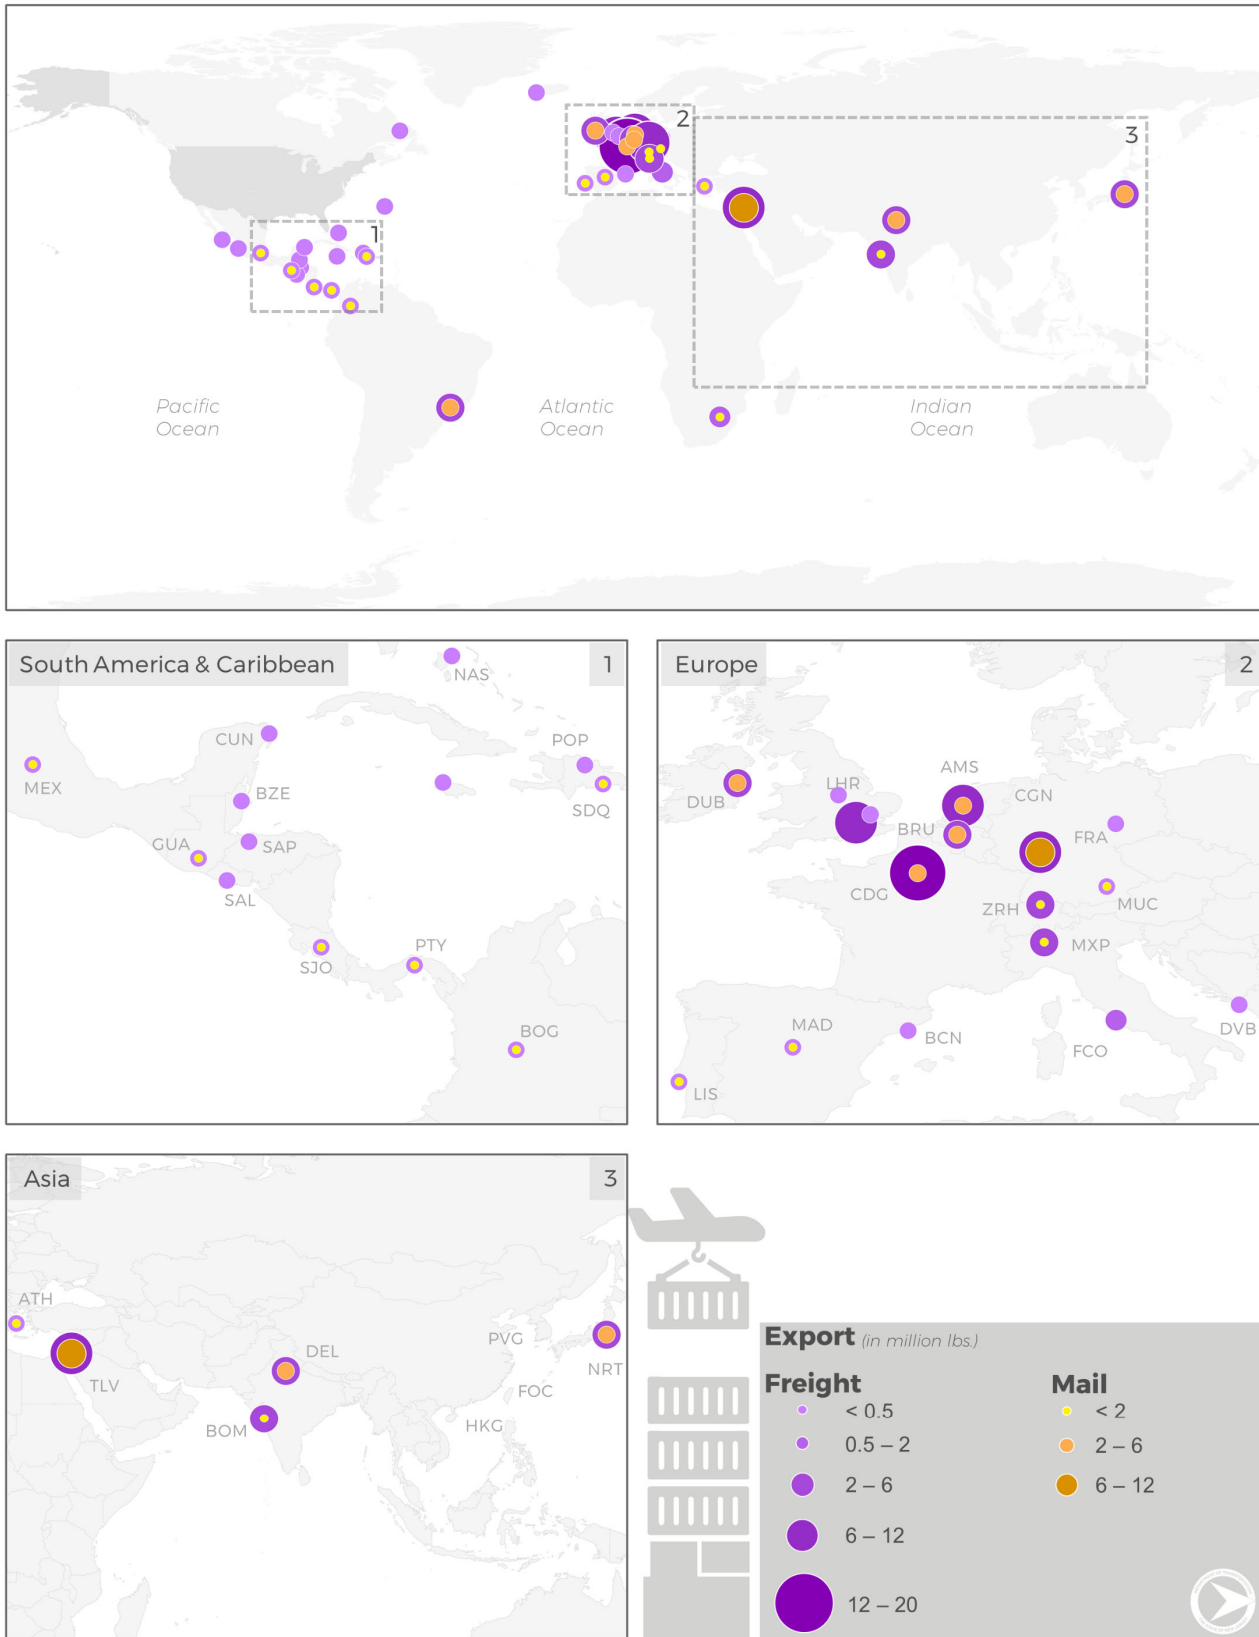 2
3
1
Pacific
Ocean
Atlantic
Ocean
Indian
Ocean
South America & Caribbean
1
NAS
CUN
POP
MEX
BZE
SDQ
GUA
SAP
SAL
SJO
PTY
BOG
Europe
2
AMS
LHR
CGN
DUB
BRU
FRA
CDG
ZRH
MUC
MXP
MAD
BCN
DVB
FCO
LIS
Asia
3
ATH
PVG
DEL
NRT
TLV
FOC
BOM
HKG
Export (in million lbs.)
Freight
Mail
< 0.5
< 2
0.5 – 2
2 – 6
2 – 6
6 – 12
6 – 12
12 – 20